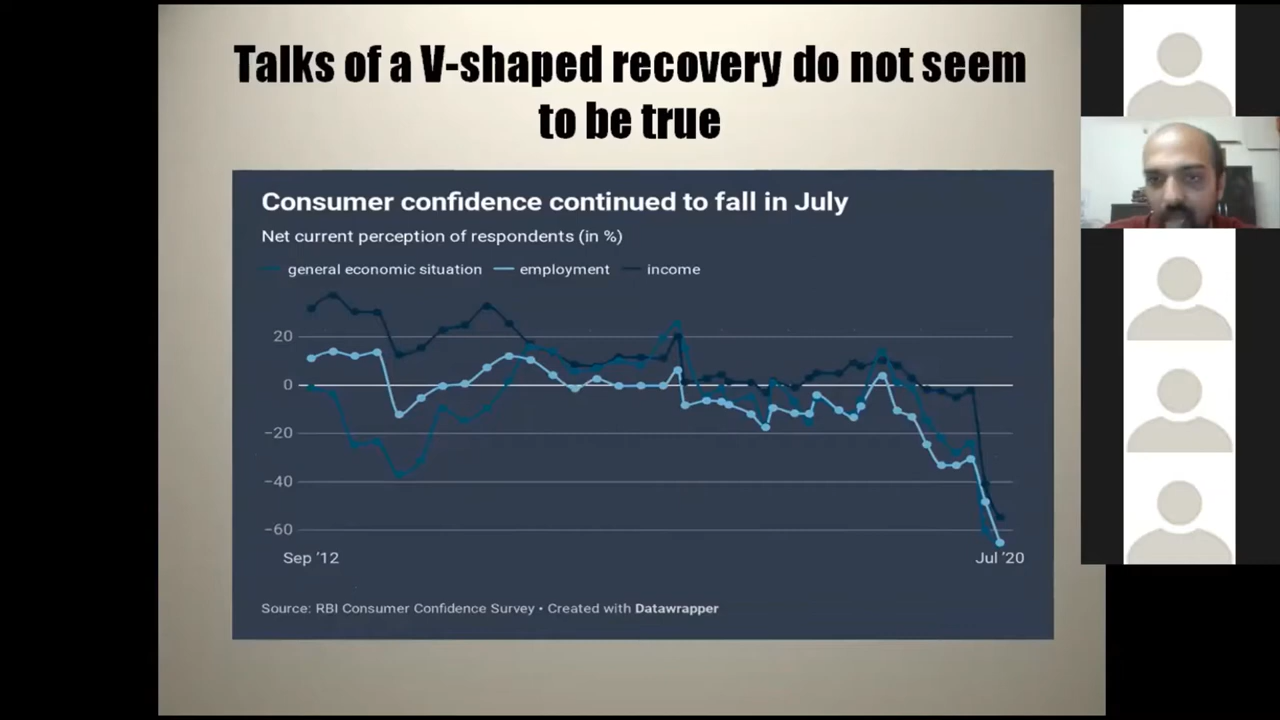 Talks of a V-shaped recovery do not seem
to be true
Consumer confidence continued to fall in July
Net current perception of respondents (in %)
general economic situation employment income
20
0
−20
−40
−60
Sep ’12 Jul ’20
Source: RBI Consumer Confidence Survey • Created with Datawrapper